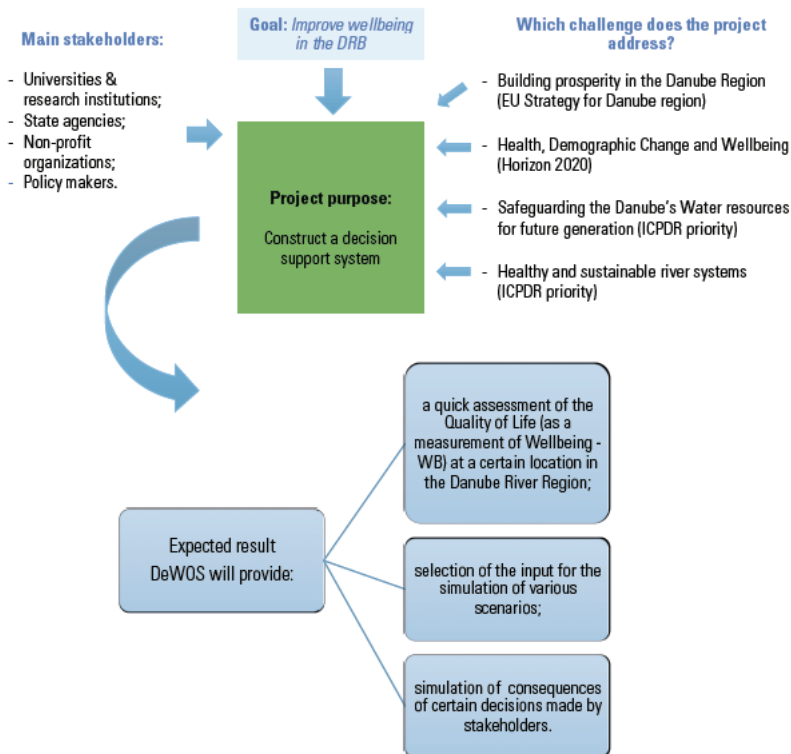 Main stakeholders:
- Universities &
research institutions;
- State agencies;
- Non-profit
organizations;
- Policy makers.
Goal: Improve wellbeing
in the DRB
Which challenge does the project
address?
- Building prosperity in the Danube Region
(EU Strategy for Danube region)
- Health, Demographic Change and Wellbeing
(Horizon 2020)
- Safeguarding the Danube's Water resources
for future generation (ICPDR priority)
- Healthy and sustainable river systems
(ICPDR priority)
Project purpose:
Construct a decision
support system
Expected result
DeWOS will provide:
a quick assessment of the
Quality of Life (as a
measurement of Wellbeing -
WB) at a certain location in
the Danube River Region;
selection of the input for the
simulation of various
scenarios;
simulation of consequences
of certain decisions made by
stakeholders.